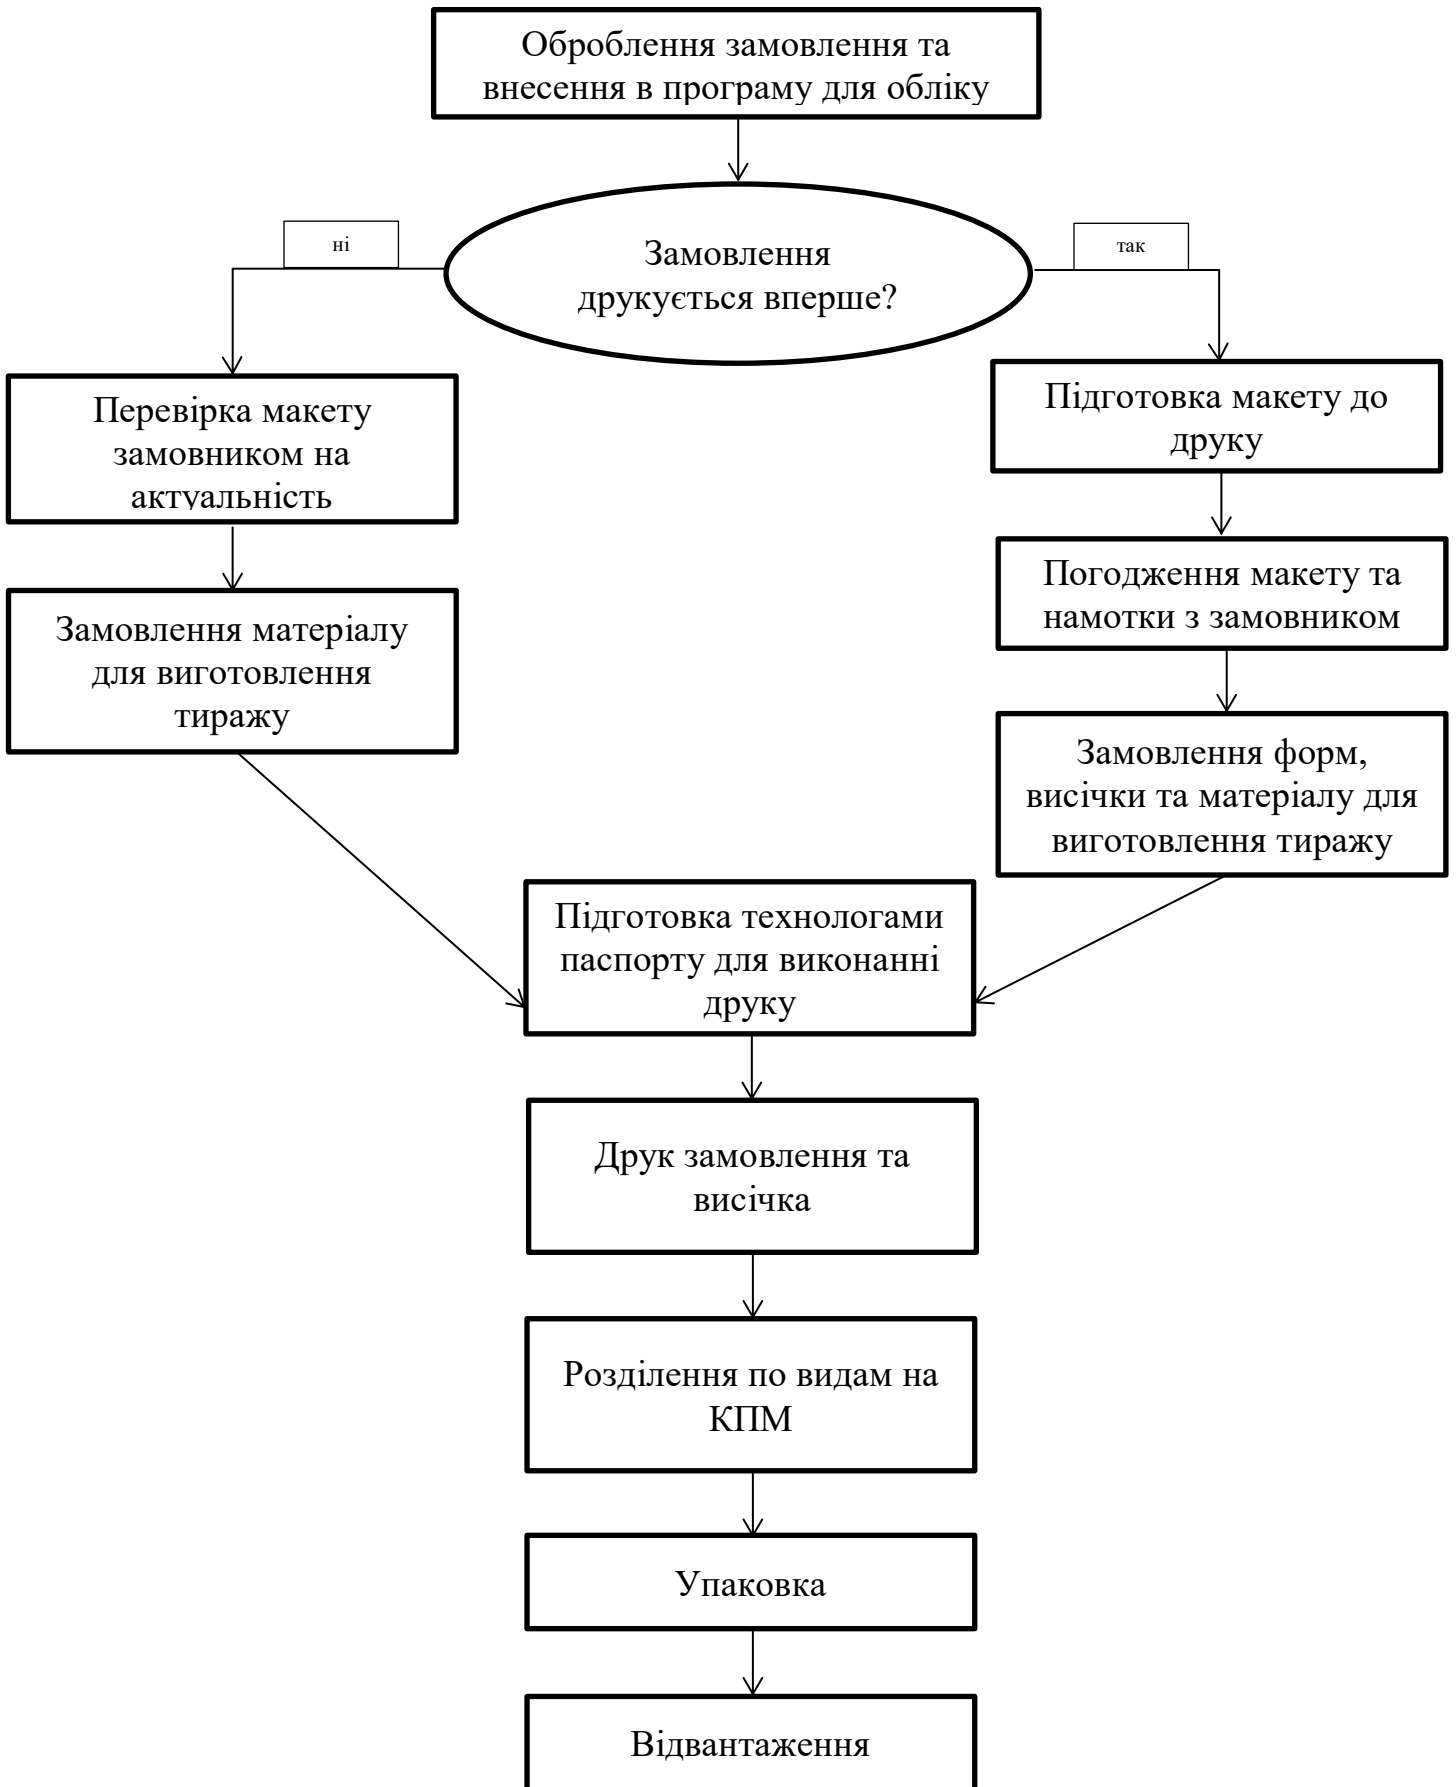 Оброблення замовлення та
внесення в програму для обліку
ні
Замовлення
друкується вперше?
так
Перевірка макету
замовником на
актуальність
Підготовка макету до
друку
Замовлення матеріалу
для виготовлення
тиражу
Погодження макету та
намотки з замовником
Замовлення форм,
висічки та матеріалу для
виготовлення тиражу
Підготовка технологами
паспорту для виконанні
друку
Друк замовлення та
висічка
Розділення по видам на
КПМ
Упаковка
Відвантаження